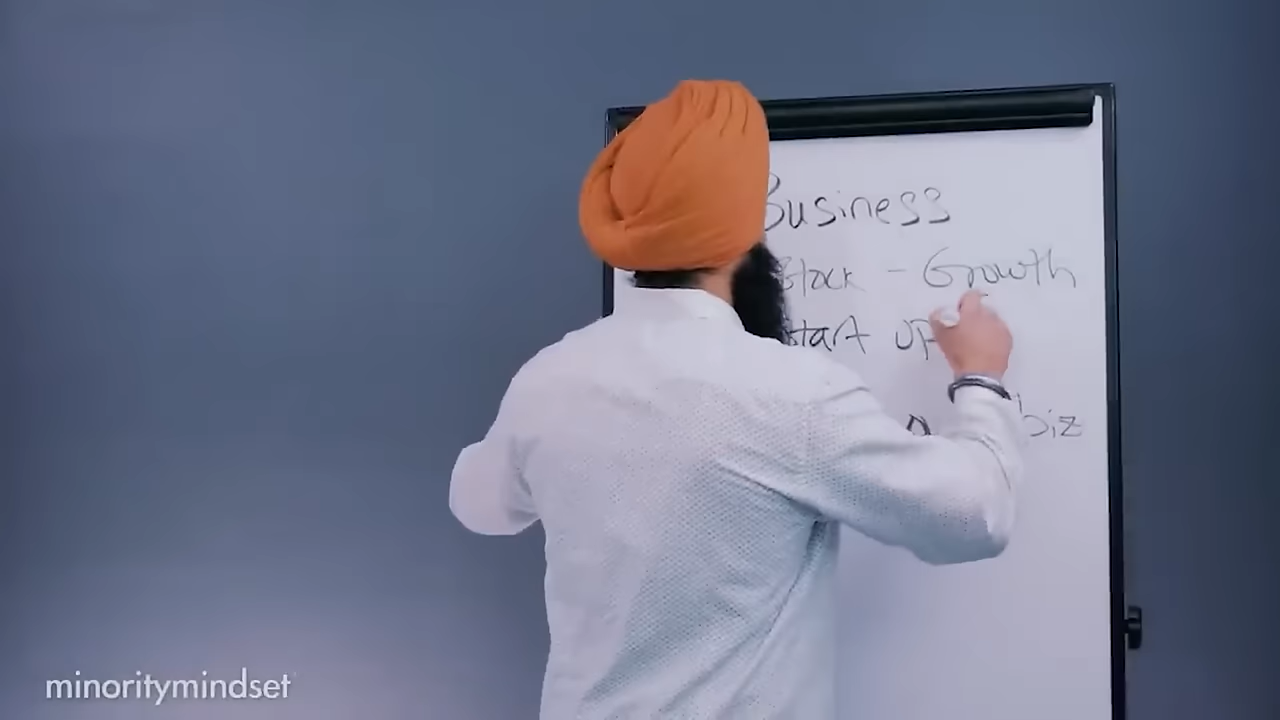 Business
Stock - Growth
start up
biz
minoritymindset